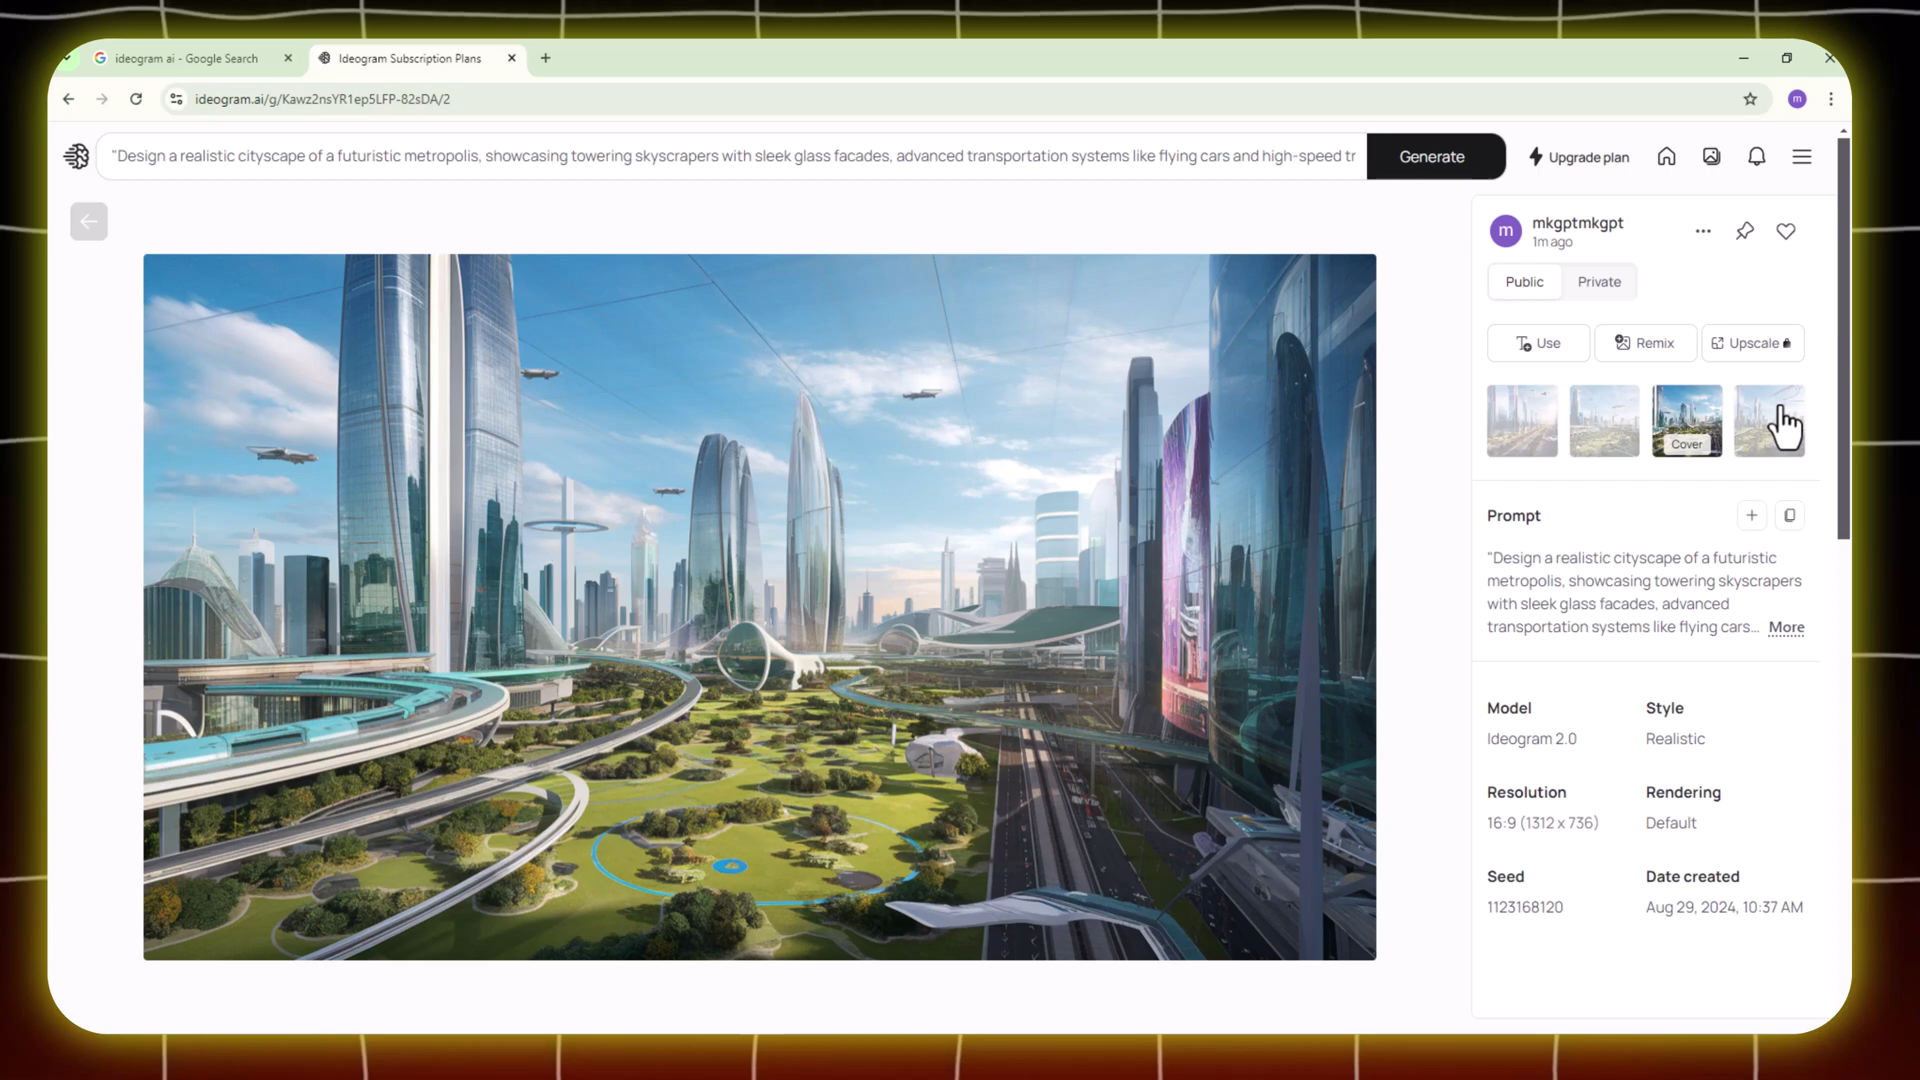 ideogram ai - Google Search
Ideogram Subscription Plans
ideogram.ai/g/Kawz2nsYR1ep5LFP-82sDA/2
m
"Design a realistic cityscape of a futuristic metropolis, showcasing towering skyscrapers with sleek glass facades, advanced transportation systems like flying cars and high-speed tr
Generate
Upgrade plan
m
mkgptmkgpt
1m ago
Public
Private
Use
Remix
Upscale
Cover
Prompt
"Design a realistic cityscape of a futuristic
metropolis, showcasing towering skyscrapers
with sleek glass facades, advanced
transportation systems like flying cars... More
Model
Style
Ideogram 2.0
Realistic
Resolution
Rendering
16:9 (1312 x 736)
Default
Seed
Date created
1123168120
Aug 29, 2024, 10:37 AM